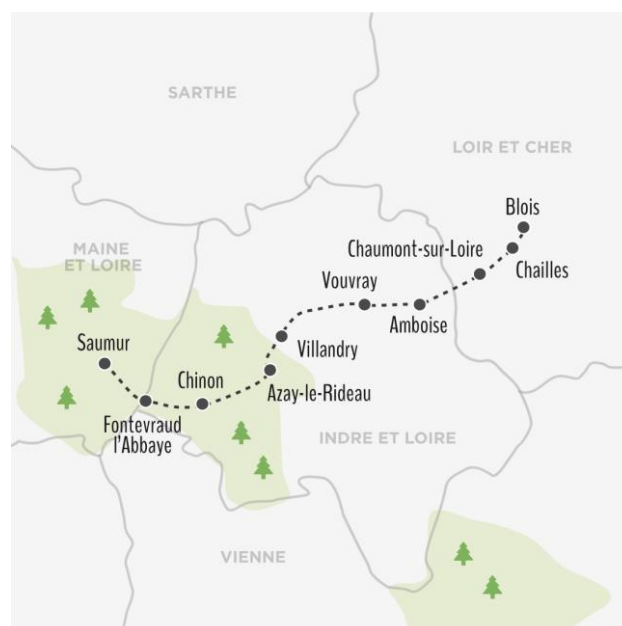 SARTHE
LOIR ET CHER
Blois
MAINE
ET LOIRE
Chaumont-sur-Loire
Chailles
Vouvray
Amboise
Saumur
Villandry
Chinon
Azay-le-Rideau
Fontevraud
l'Abbaye
INDRE ET LOIRE
VIENNE